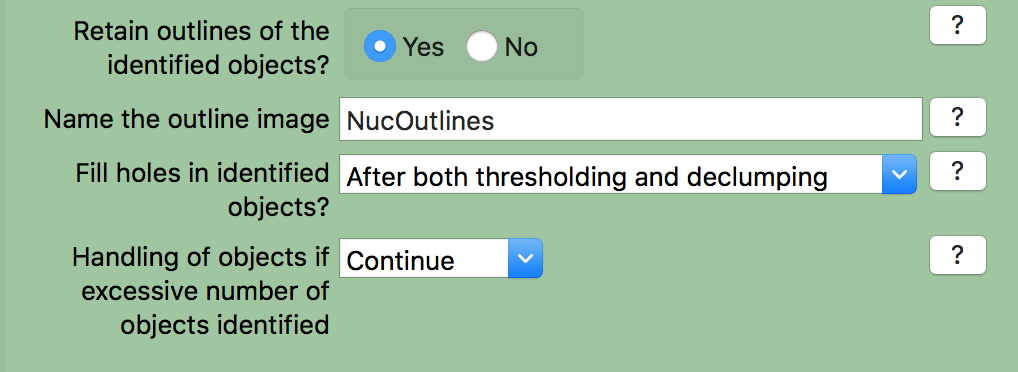 Retain outlines of the
identified objects?
Yes No
?
Name the outline image
NucOutlines
?
Fill holes in identified
objects?
After both thresholding and declumping
?
Handling of objects if
excessive number of
objects identified
Continue
?